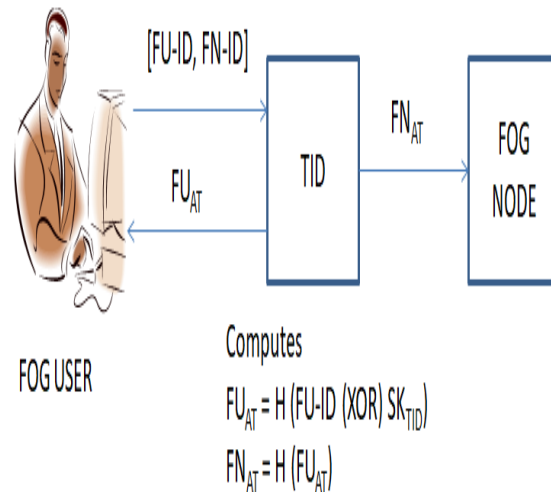 [FU-ID, FN-ID]
FU_AT
TID
FN_AT
FOG
NODE
FOG USER
Computes
FU_AT = H (FU-ID (XOR) SK_TID)
FN_AT = H (FU_AT)